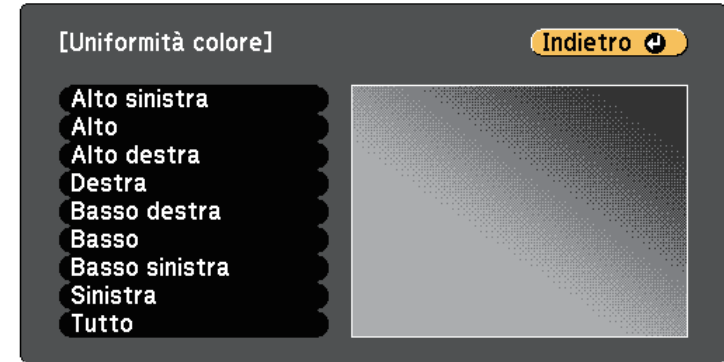 [Uniformità colore]
Indietro
Alto sinistra
Alto
Alto destra
Destra
Basso destra
Basso
Basso sinistra
Sinistra
Tutto